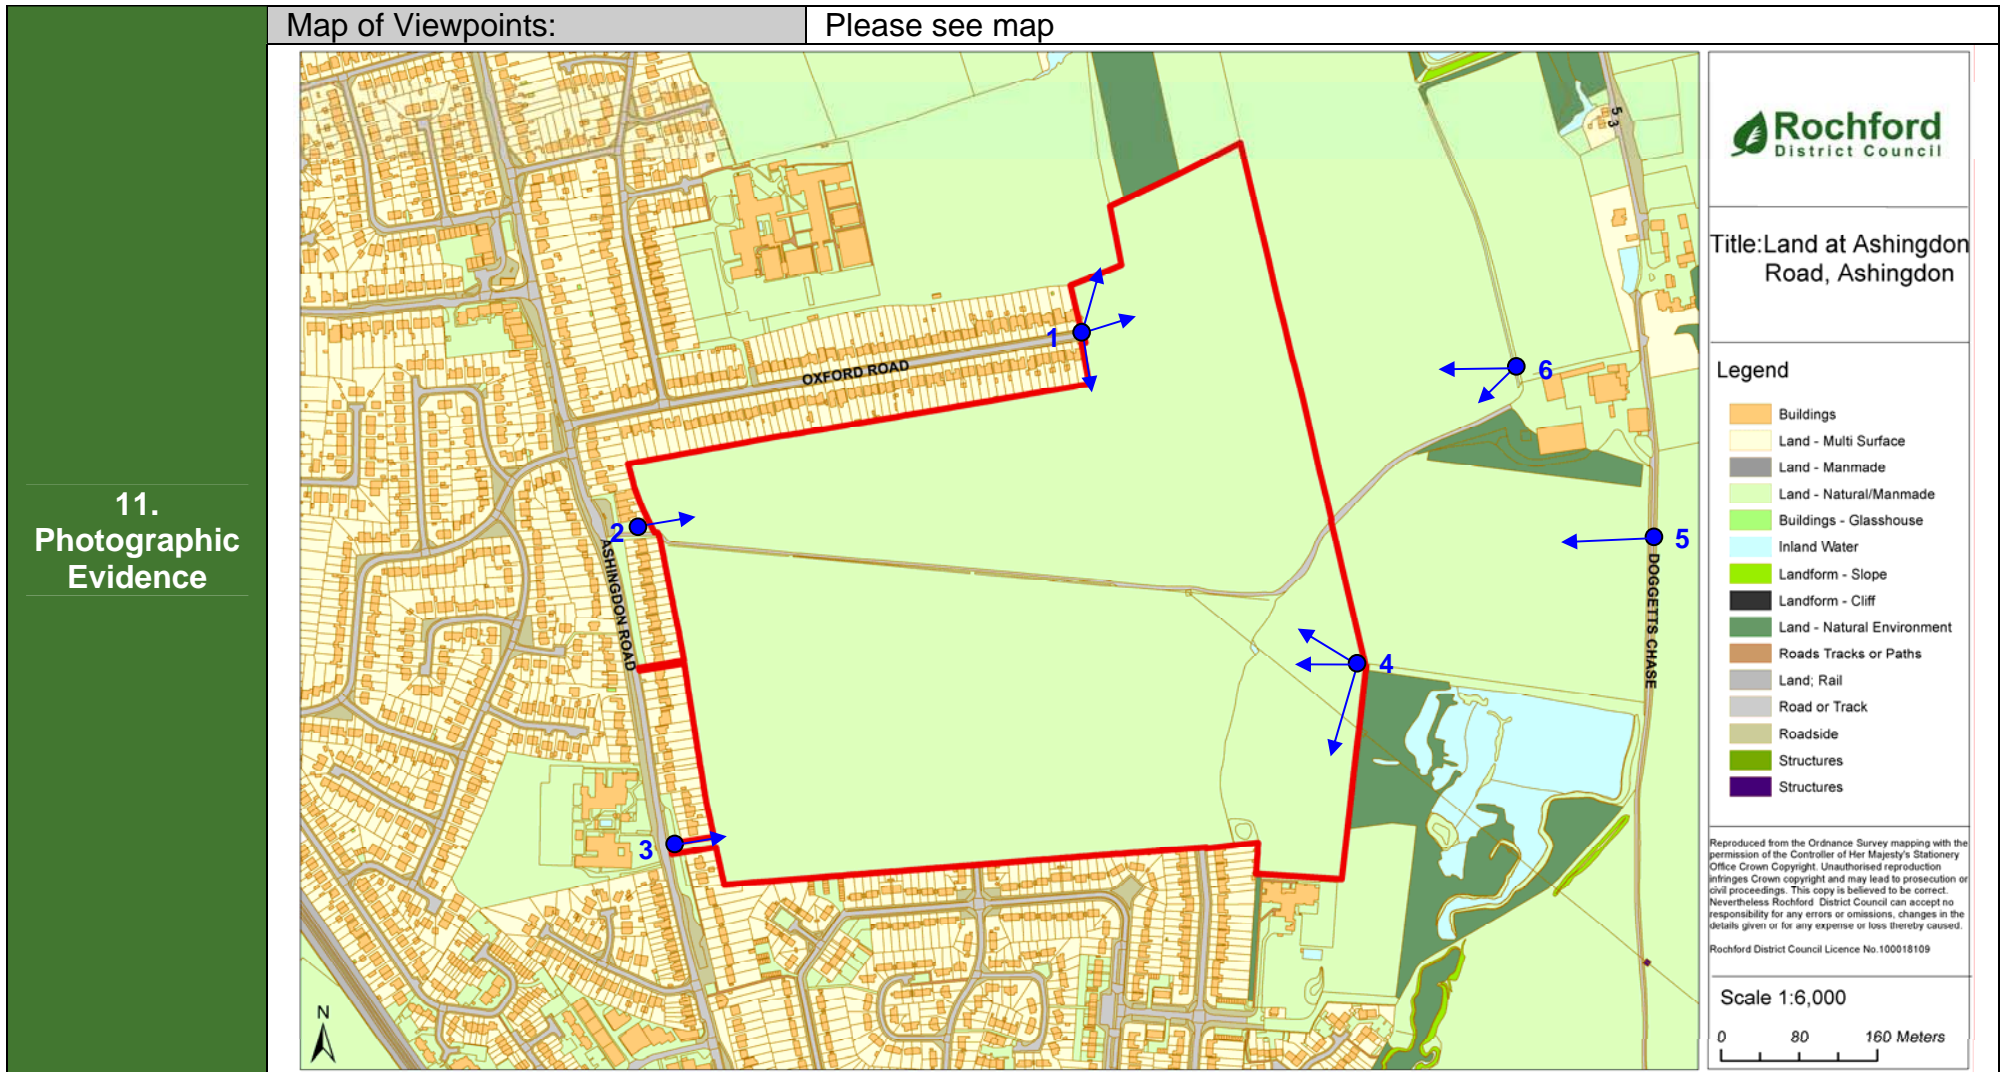 Map of Viewpoints:
Please see map
11.
Photographic
Evidence
OXFORD ROAD
ASHINGDON ROAD
DOGGETTS CHASE
5.3
1
2
3
4
5
6
N
Rochford
District Council
Title:Land at Ashingdon
Road, Ashingdon
Legend
Buildings
Land - Multi Surface
Land - Manmade
Land - Natural/Manmade
Buildings - Glasshouse
Inland Water
Landform - Slope
Landform - Cliff
Land - Natural Environment
Roads Tracks or Paths
Land; Rail
Road or Track
Roadside
Structures
Structures
Reproduced from the Ordnance Survey mapping with the
permission of the Controller of Her Majesty's Stationery
Office Crown Copyright. Unauthorised reproduction
infringes Crown copyright and may lead to prosecution or
civil proceedings. This copy is believed to be correct.
Nevertheless Rochford District Council can accept no
responsibility for any errors or omissions, changes in the
details given or for any expense or loss thereby caused.
Rochford District Council Licence No.100018109
Scale 1:6,000
0 80 160 Meters